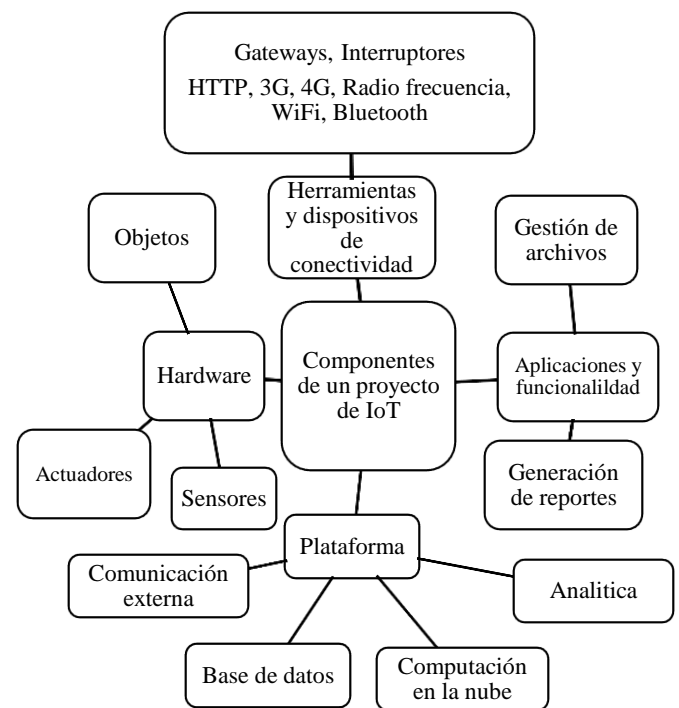 Gateways, Interruptores
HTTP, 3G, 4G, Radio frecuencia,
WiFi, Bluetooth
Herramientas
y dispositivos
de
conectividad
Objetos
Gestión de
archivos
Hardware
Componentes
de un proyecto
de IoT
Aplicaciones y
funcionalildad
Actuadores
Sensores
Generación
de reportes
Plataforma
Comunicación
externa
Analitica
Base de datos
Computación
en la nube